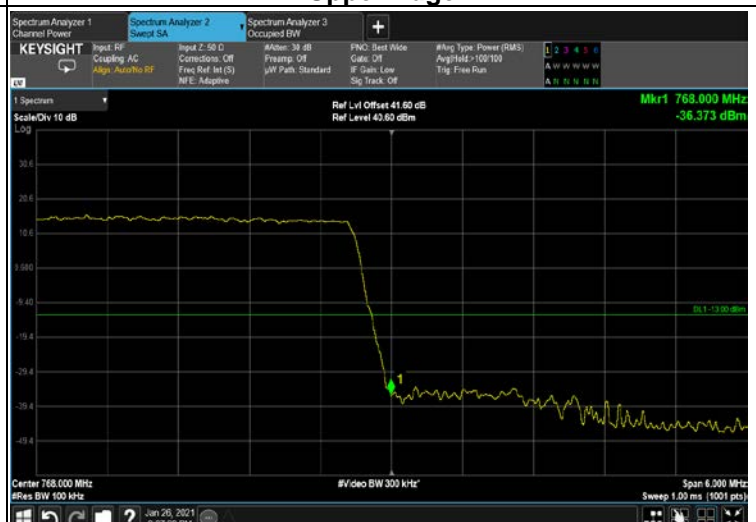 Spectrum Analyzer 1
Channel Power
Spectrum Analyzer 2
Swept SA
Spectrum Analyzer 3
Occupied BW
+
KEYSIGHT
Input: RF
Coupling: AC
Align: Auto/No RF
Input Z: 50 Ω
Corrections: Off
Freq Ref: Int (S)
NFE: Adaptive
#Atten: 38 dB
Preamp: Off
µW Path: Standard
PNO: Best Wide
Gate: Off
IF Gain: Low
Sig Track: Off
#Avg Type: Power (RMS)
Avg|Hold:>100/100
Trig: Free Run
1 2 3 4 5 6
A W W W W W
A N N N N N
1 Spectrum
Scale/Div 10 dB
Log
Ref Lvl Offset 41.60 dB
Ref Level 40.60 dBm
Mkr1 768.000 MHz
-36.373 dBm
30.6
20.6
10.6
-9.40
DL1 -13.00 dBm
-19.4
-29.4
1
-39.4
-49.4
Center 768.000 MHz
#Res BW 100 kHz
#Video BW 300 kHz*
Span 6.000 MHz
Sweep 1.00 ms (1001 pts)
?
Jan 26, 2021